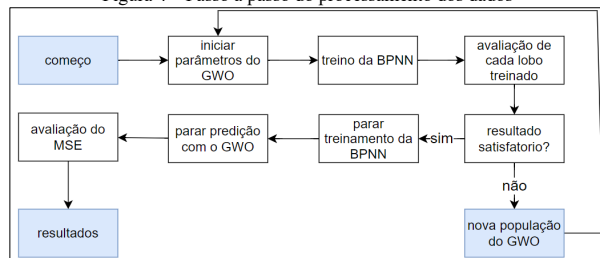 começo
iniciar
parâmetros do
GWO
treino da BPNN
avaliação de
cada lobo
treinado
avaliação do
MSE
parar predição
com o GWO
parar
treinamento da
BPNN
sim
resultado
satisfatorio?
não
resultados
nova população
do GWO